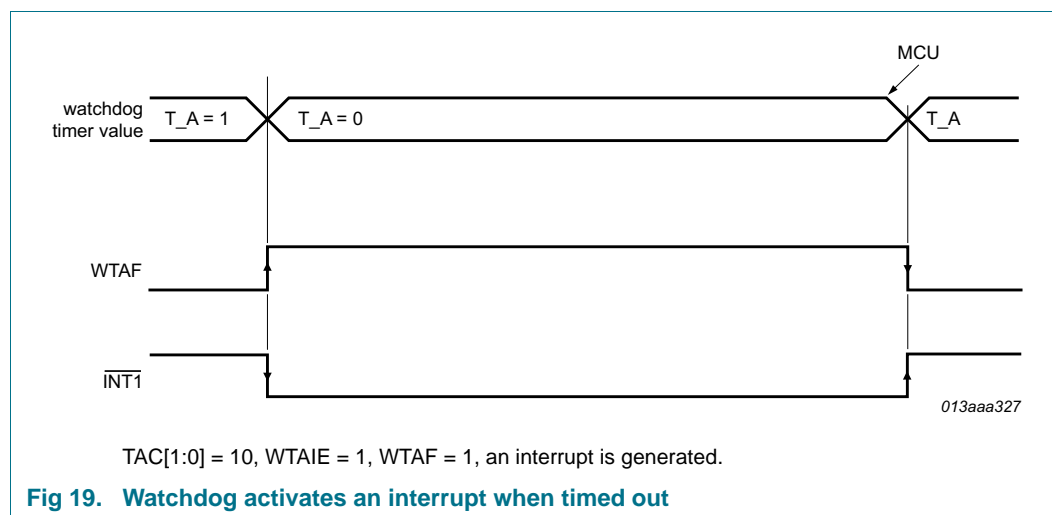 MCU
watchdog
timer value
T_A = 1
T_A = 0
T_A
WTAF
INT1
013aaa327
TAC[1:0] = 10, WTAIE = 1, WTAF = 1, an interrupt is generated.
Fig 19. Watchdog activates an interrupt when timed out